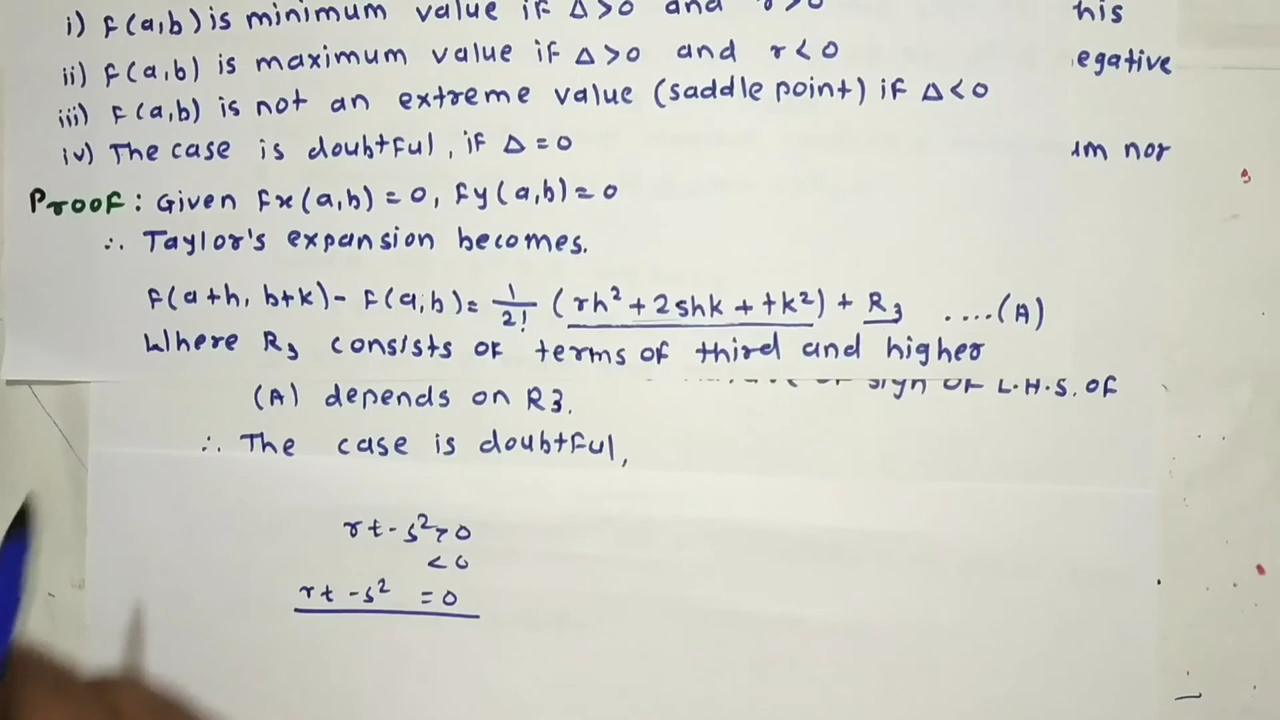 i) F(a,b) is minimum value if Δ>0 and r>0
his
ii) F(a,b) is maximum value if Δ>0 and r<0
egative
iii) F(a,b) is not an extreme value (saddle point) if Δ<0
iv) The case is doubtful, if Δ=0
im nor
Proof: Given Fx(a,b)=0, Fy(a,b)=0
∴ Taylor's expansion becomes.
F(a+h, b+k)- F(a,b)= 1/2! (rh²+2shk+tk²)+R₃ ....(A)
Where R₃ consists of terms of third and higher
sign of L.H.S. of
(A) depends on R3.
∴ The case is doubtful,
rt-s²>0
<0
rt-s² =0